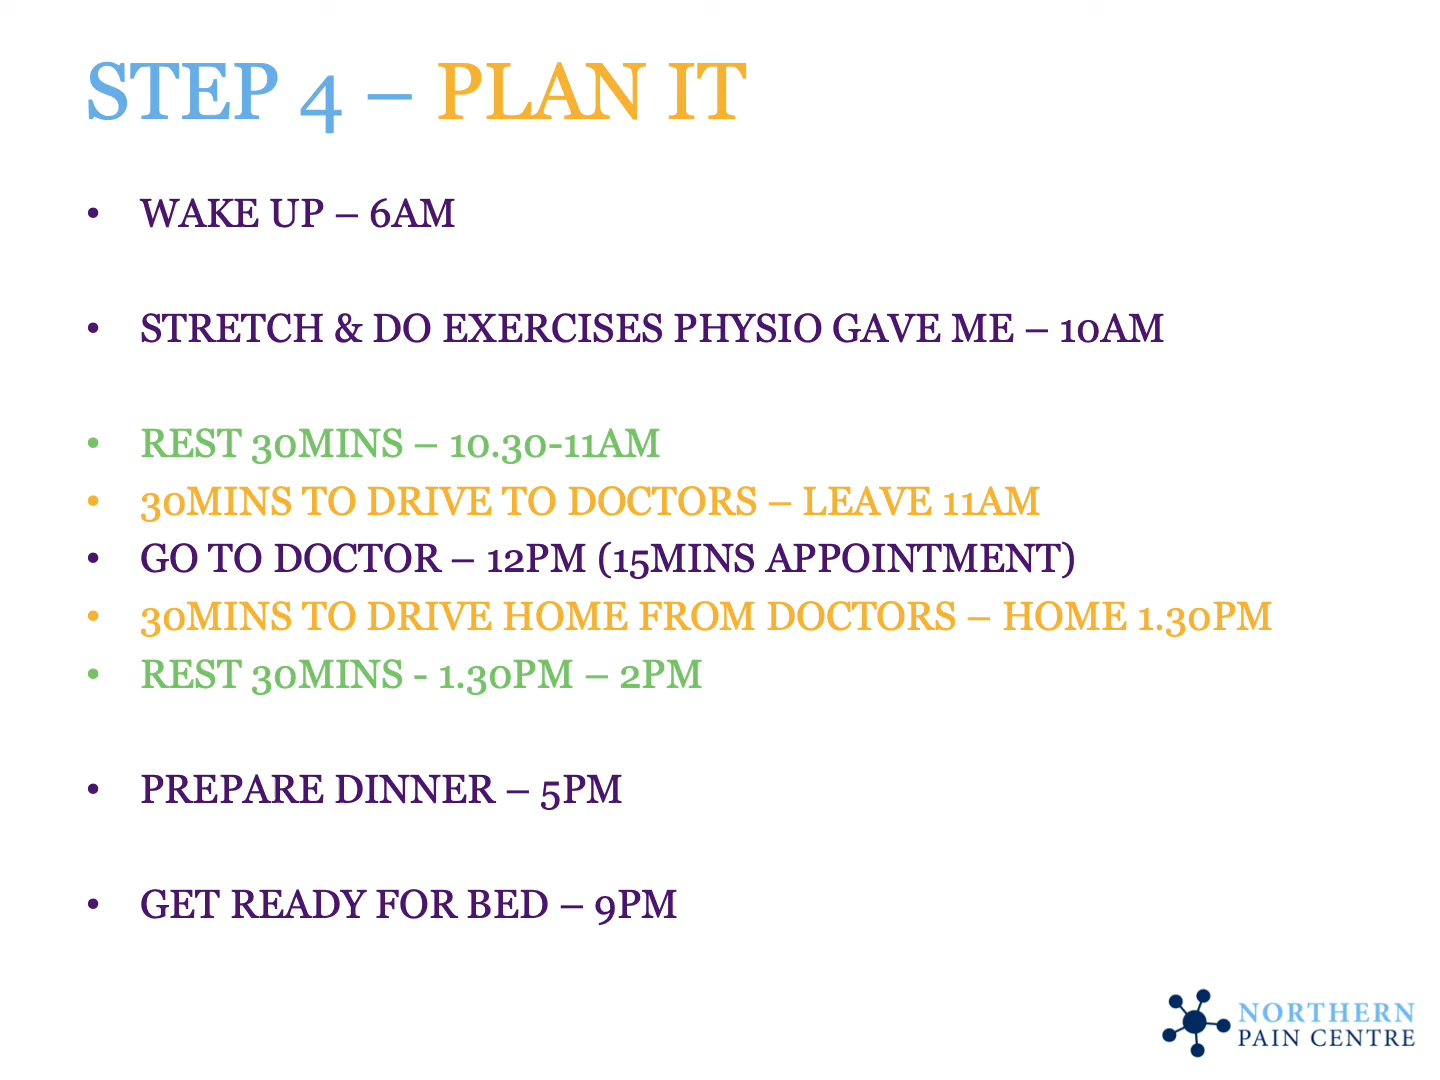 STEP 4 – PLAN IT
• WAKE UP – 6AM
• STRETCH & DO EXERCISES PHYSIO GAVE ME – 10AM
• REST 30MINS – 10.30-11AM
• 30MINS TO DRIVE TO DOCTORS – LEAVE 11AM
• GO TO DOCTOR – 12PM (15MINS APPOINTMENT)
• 30MINS TO DRIVE HOME FROM DOCTORS – HOME 1.30PM
• REST 30MINS - 1.30PM – 2PM
• PREPARE DINNER – 5PM
• GET READY FOR BED – 9PM
NORTHERN
PAIN CENTRE